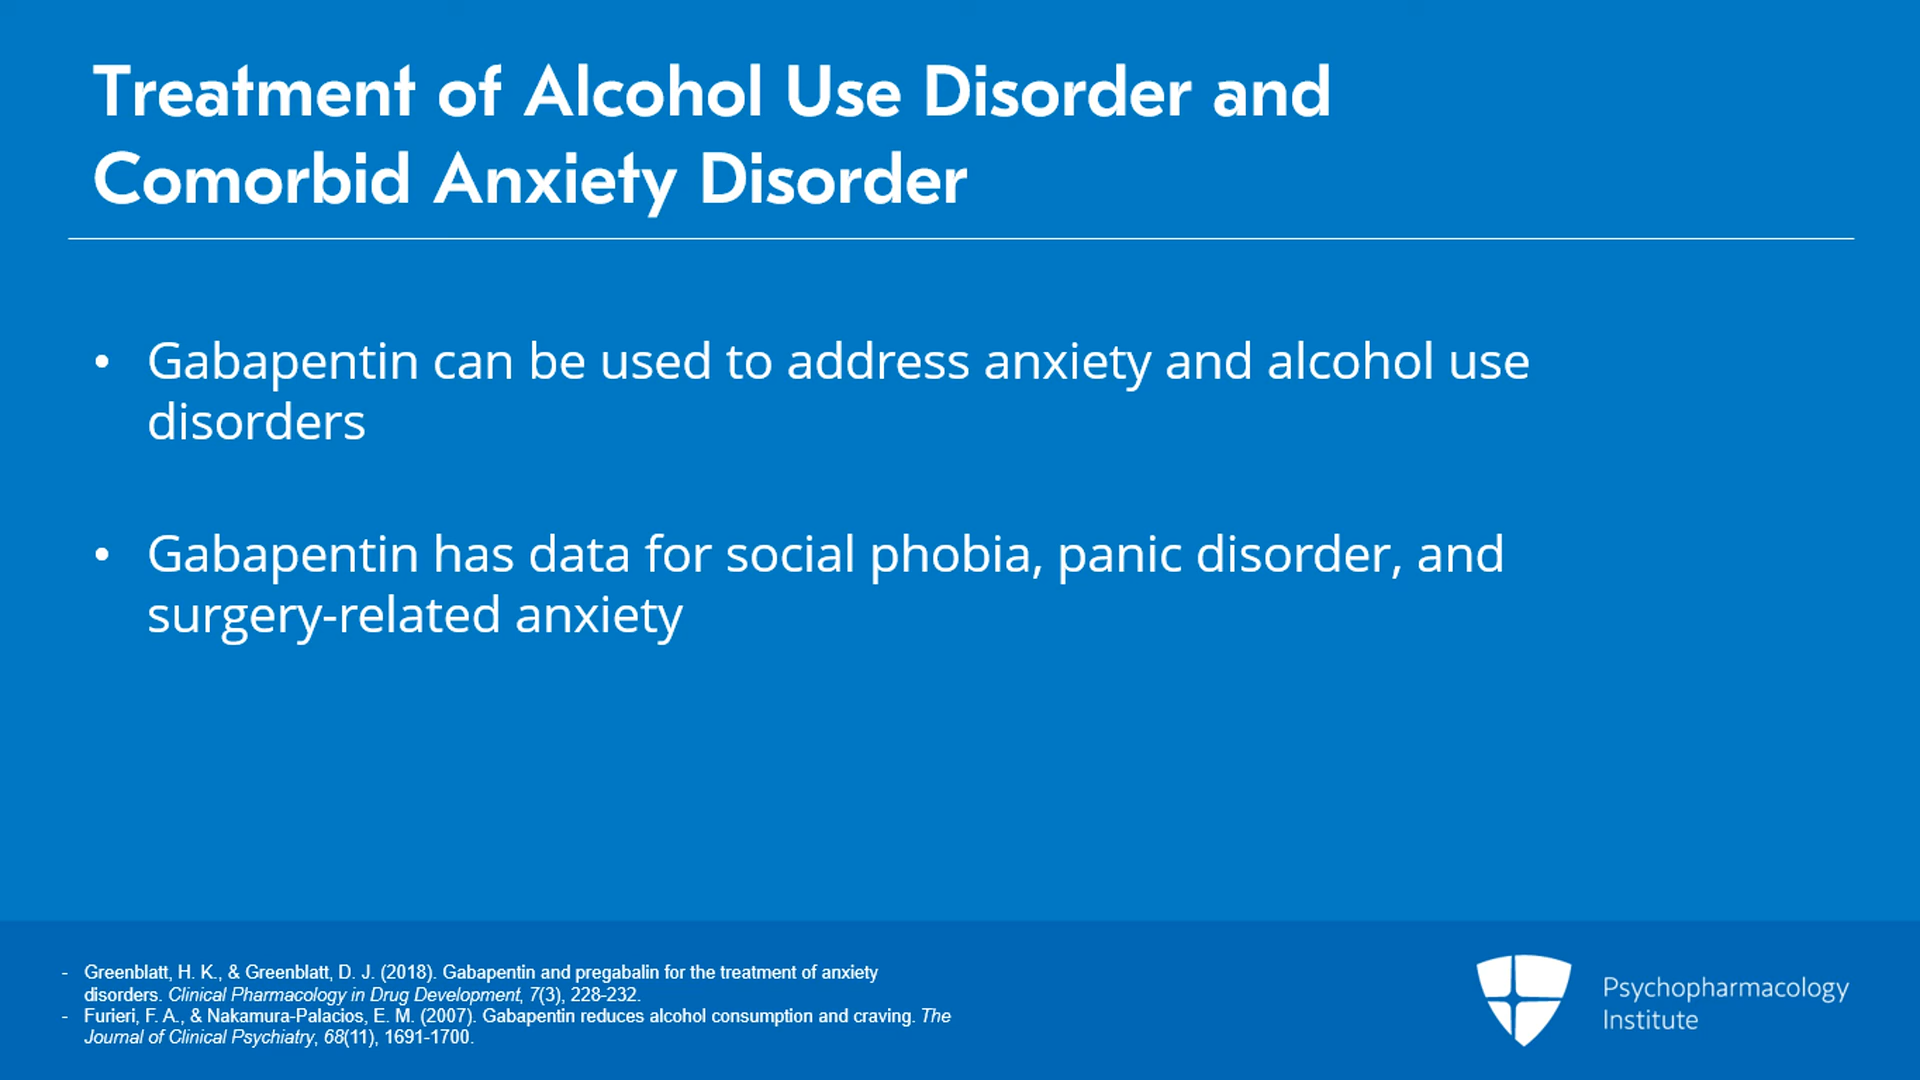 Treatment of Alcohol Use Disorder and
Comorbid Anxiety Disorder
• Gabapentin can be used to address anxiety and alcohol use
disorders
• Gabapentin has data for social phobia, panic disorder, and
surgery-related anxiety
- Greenblatt, H. K., & Greenblatt, D. J. (2018). Gabapentin and pregabalin for the treatment of anxiety
disorders. Clinical Pharmacology in Drug Development, 7(3), 228-232.
- Furieri, F. A., & Nakamura-Palacios, E. M. (2007). Gabapentin reduces alcohol consumption and craving. The
Journal of Clinical Psychiatry, 68(11), 1691-1700.
Psychopharmacology
Institute